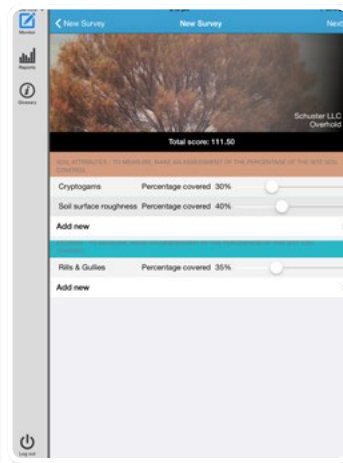 New Survey
New Survey
Next
Monitor
Reports
Glossary
Schuster LLC
Overhold
Total score: 111.50
SOIL ATTRIBUTES - TO MEASURE, MAKE AN ASSESSMENT OF THE PERCENTAGE OF THE SITE SOIL
COVERED
Cryptogams Percentage covered 30%
Soil surface roughness Percentage covered 40%
Add new
Rills & Gullies Percentage covered 35%
Add new
Log out